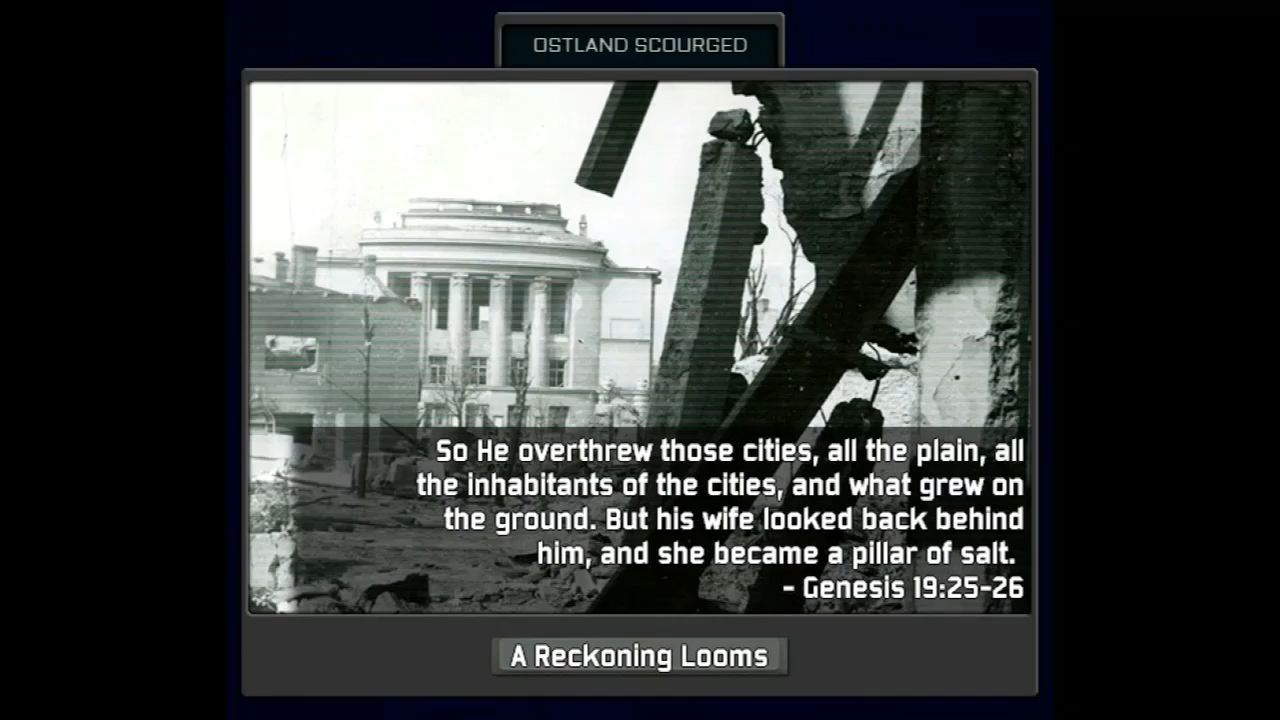 OSTLAND SCOURGED
So He overthrew those cities, all the plain, all
the inhabitants of the cities, and what grew on
the ground. But his wife looked back behind
him, and she became a pillar of salt.
- Genesis 19:25-26
A Reckoning Looms